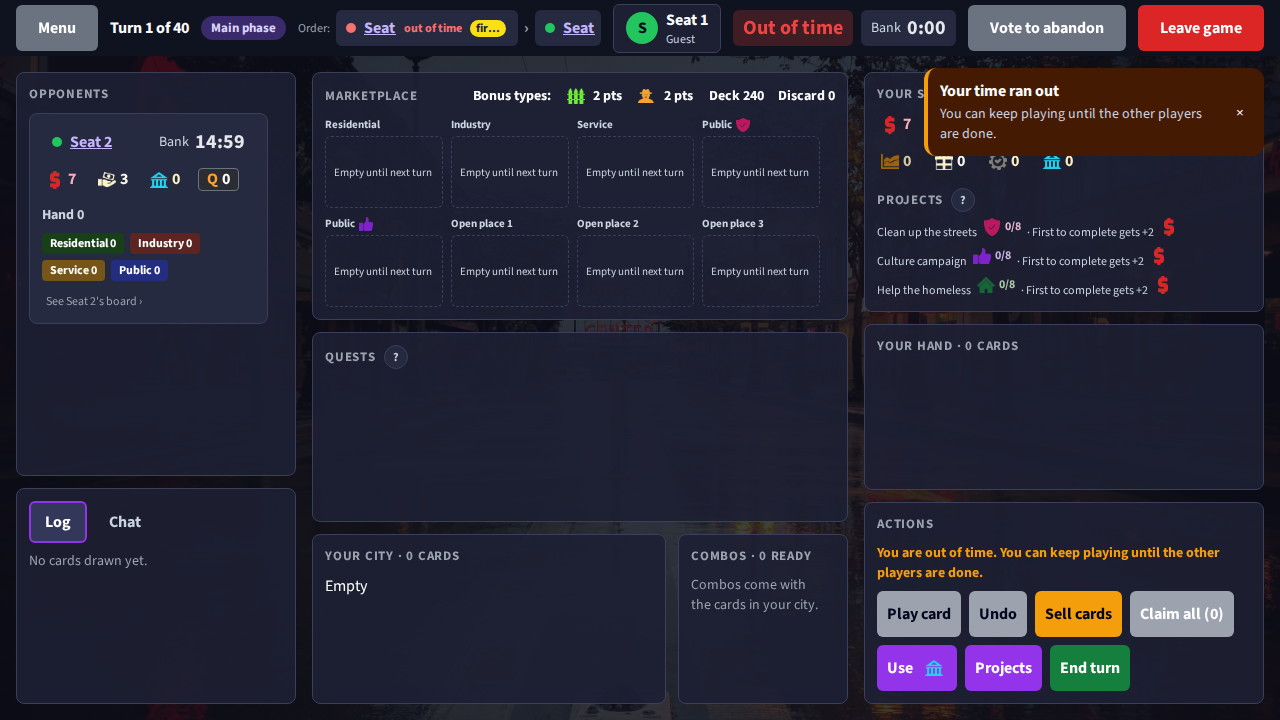 Menu
Turn 1 of 40
Main phase
Order:
Seat out of time fir... › Seat
S
Seat 1
Guest
Out of time
Bank 0:00
Vote to abandon
Leave game
OPPONENTS
Seat 2
Bank 14:59
7 3 0 Q 0
Hand 0
Residential 0 Industry 0
Service 0 Public 0
See Seat 2's board ›
Log Chat
No cards drawn yet.
MARKETPLACE
Bonus types: 2 pts 2 pts Deck 240 Discard 0
Residential Industry Service Public
Empty until next turn Empty until next turn Empty until next turn Empty until next turn
Public Open place 1 Open place 2 Open place 3
Empty until next turn Empty until next turn Empty until next turn Empty until next turn
QUESTS ?
YOUR CITY · 0 CARDS
Empty
COMBOS · 0 READY
Combos come with
the cards in your city.
YOUR
7
Your time ran out
You can keep playing until the other players
are done.
×
0 0 0 0
PROJECTS ?
Clean up the streets 0/8 · First to complete gets +2
Culture campaign 0/8 · First to complete gets +2
Help the homeless 0/8 · First to complete gets +2
YOUR HAND · 0 CARDS
ACTIONS
You are out of time. You can keep playing until the other
players are done.
Play card Undo Sell cards Claim all (0)
Use Projects End turn